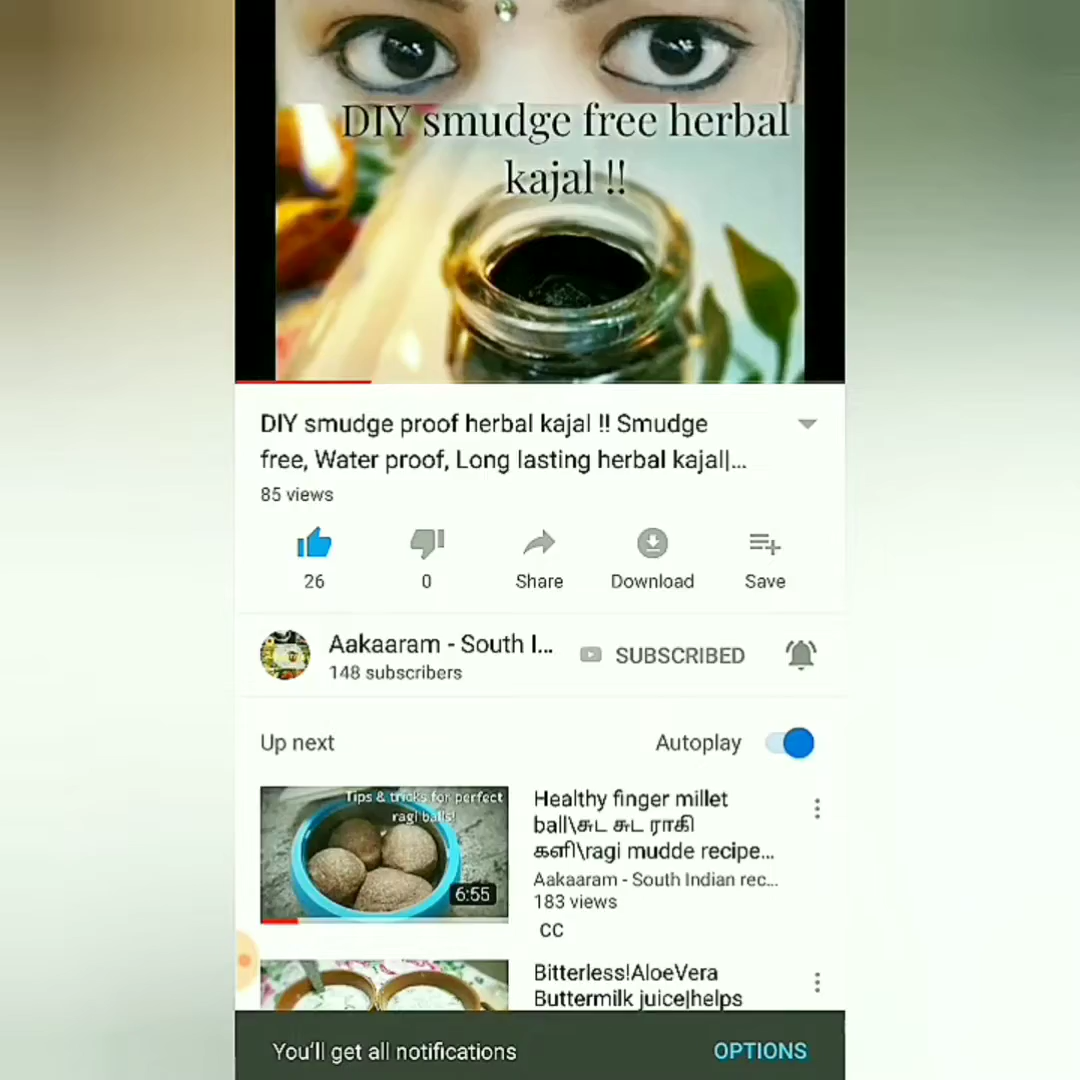 DIY smudge free herbal
kajal !!
DIY smudge proof herbal kajal !! Smudge
free, Water proof, Long lasting herbal kajal|...
85 views
26
0
Share
Download
Save
Aakaaram - South I...
148 subscribers
SUBSCRIBED
Up next
Autoplay
Tips & tricks for perfect
ragi balls!
6:55
Healthy finger millet
ball\சுட சுட ராகி
களி\ragi mudde recipe...
Aakaaram - South Indian rec...
183 views
CC
Bitterless!AloeVera
Buttermilk juice|helps
You'll get all notifications
OPTIONS